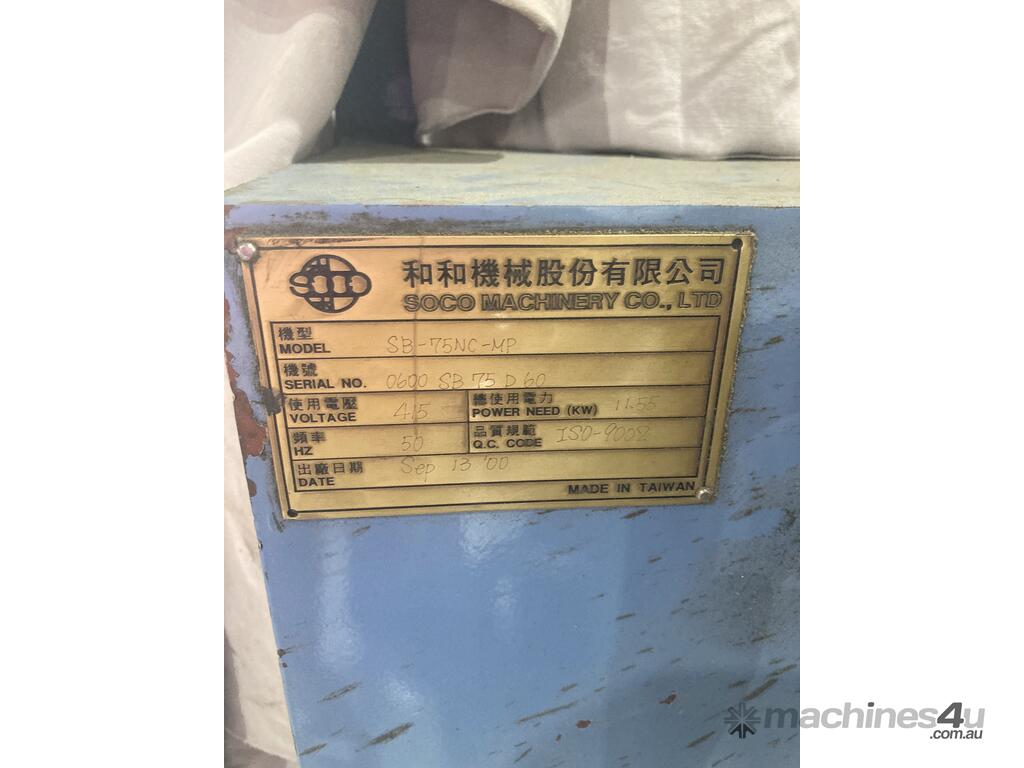 SOCO
和和機械股份有限公司
SOCO MACHINERY CO., LTD
機型
MODEL SB-75NC-MP
機號
SERIAL NO. 0600 SB 75 D 60
使用電壓
VOLTAGE 415
總使用電力
POWER NEED (KW) 11.55
頻率
HZ 50
品質規範
Q.C. CODE ISO-9002
出廠日期
DATE Sep 13 '00
MADE IN TAIWAN
machines4u
.com.au